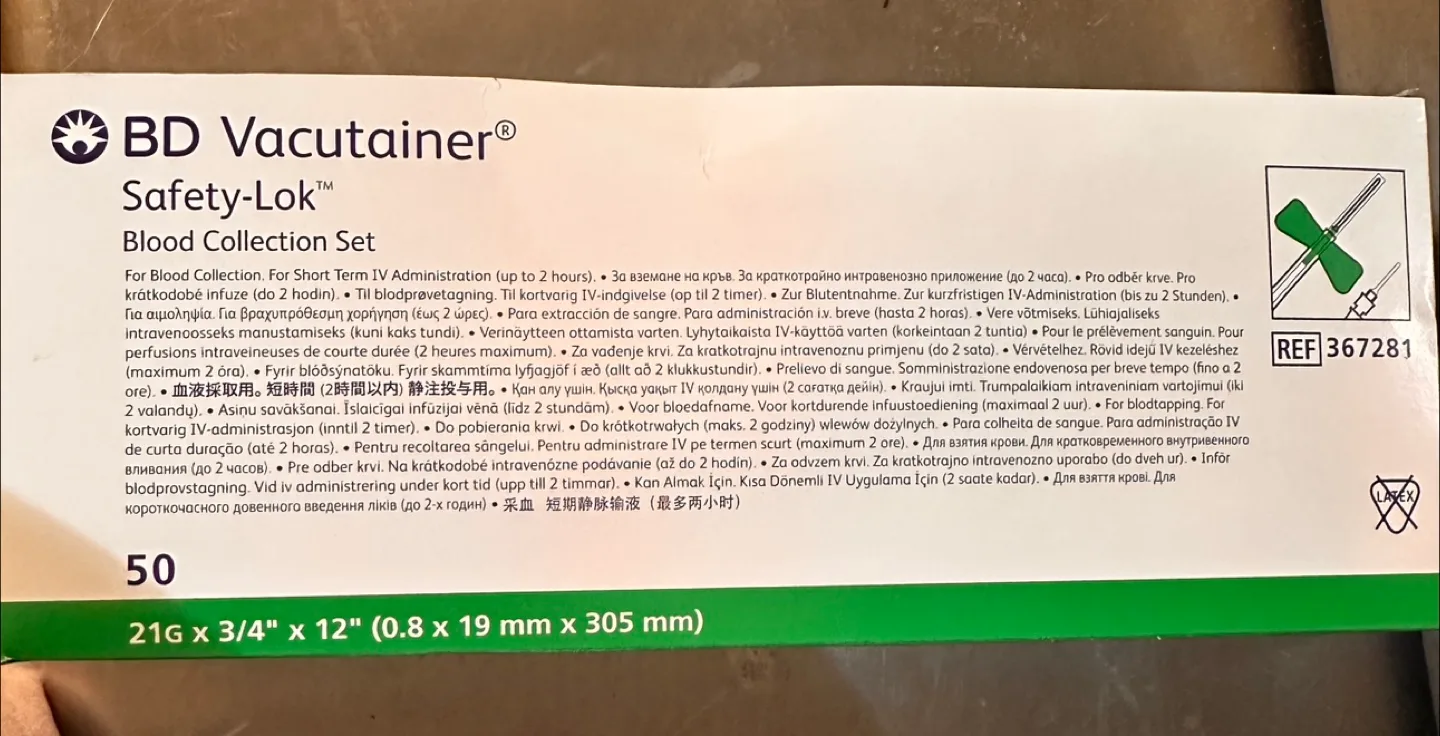 BD Vacutainer®
Safety-Lok™
Blood Collection Set
For Blood Collection. For Short Term IV Administration (up to 2 hours). • За вземане на кръв. За краткотрайно интравенозно приложение (до 2 часа). • Pro odběr krve. Pro
krátkodobé infuze (do 2 hodin). • Til blodprøvetagning. Til kortvarig IV-indgivelse (op til 2 timer). • Zur Blutentnahme. Zur kurzfristigen IV-Administration (bis zu 2 Stunden). •
Για αιμοληψία. Για βραχυπρόθεσμη χορήγηση (έως 2 ώρες). • Para extracción de sangre. Para administración i.v. breve (hasta 2 horas). • Vere võtmiseks. Lühiajaliseks
intravenoosseks manustamiseks (kuni kaks tundi). • Verinäytteen ottamista varten. Lyhytaikaista IV-käyttöä varten (korkeintaan 2 tuntia) • Pour le prélèvement sanguin. Pour
perfusions intraveineuses de courte durée (2 heures maximum). • Za vađenje krvi. Za kratkotrajnu intravenoznu primjenu (do 2 sata). • Vérvételhez. Rövid idejű IV kezeléshez
(maximum 2 óra). • Fyrir blóðsýnatöku. Fyrir skammtíma lyfjagjöf í æð (allt að 2 klukkustundir). • Prelievo di sangue. Somministrazione endovenosa per breve tempo (fino a 2
ore). • 血液採取用。短時間 (2時間以内) 静注投与用。 • Қан алу үшін. Қысқа уақыт IV қолдану үшін (2 сағатқа дейін). • Kraujui imti. Trumpalaikiam intraveniniam vartojimui (iki
2 valandų). • Asiņu savākšanai. Īslaicīgai infūzijai vēnā (līdz 2 stundām). • Voor bloedafname. Voor kortdurende infuustoediening (maximaal 2 uur). • For blodtapping. For
kortvarig IV-administrasjon (inntil 2 timer). • Do pobierania krwi. • Do krótkotrwałych (maks. 2 godziny) wlewów dożylnych. • Para colheita de sangue. Para administração IV
de curta duração (até 2 horas). • Pentru recoltarea sângelui. Pentru administrare IV pe termen scurt (maximum 2 ore). • Для взятия крови. Для кратковременного внутривенного
вливания (до 2 часов). • Pre odber krvi. Na krátkodobé intravenózne podávanie (až do 2 hodín). • Za odvzem krvi. Za kratkotrajno intravenozno uporabo (do dveh ur). • Inför
blodprovstagning. Vid iv administrering under kort tid (upp till 2 timmar). • Kan Almak İçin. Kısa Dönemli IV Uygulama İçin (2 saate kadar). • Для взяття крові. Для
короткочасного довенного введення ліків (до 2-х годин) • 采血 短期静脉输液（最多两小时）
REF 367281
LATEX
50
21G x 3/4" x 12" (0.8 x 19 mm x 305 mm)